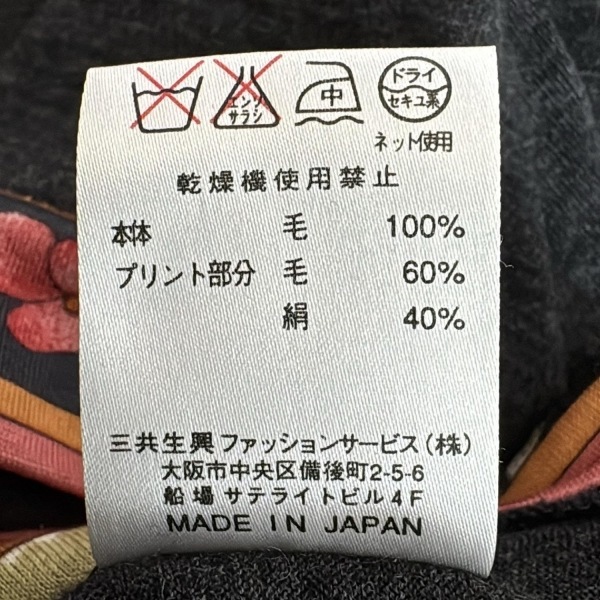 エンソ
サラシ
中
ドライ
セキユ系
ネット使用
乾燥機使用禁止
本体 毛 100%
プリント部分 毛 60%
絹 40%
三共生興ファッションサービス(株)
大阪市中央区備後町2-5-6
船場サテライトビル4F
MADE IN JAPAN